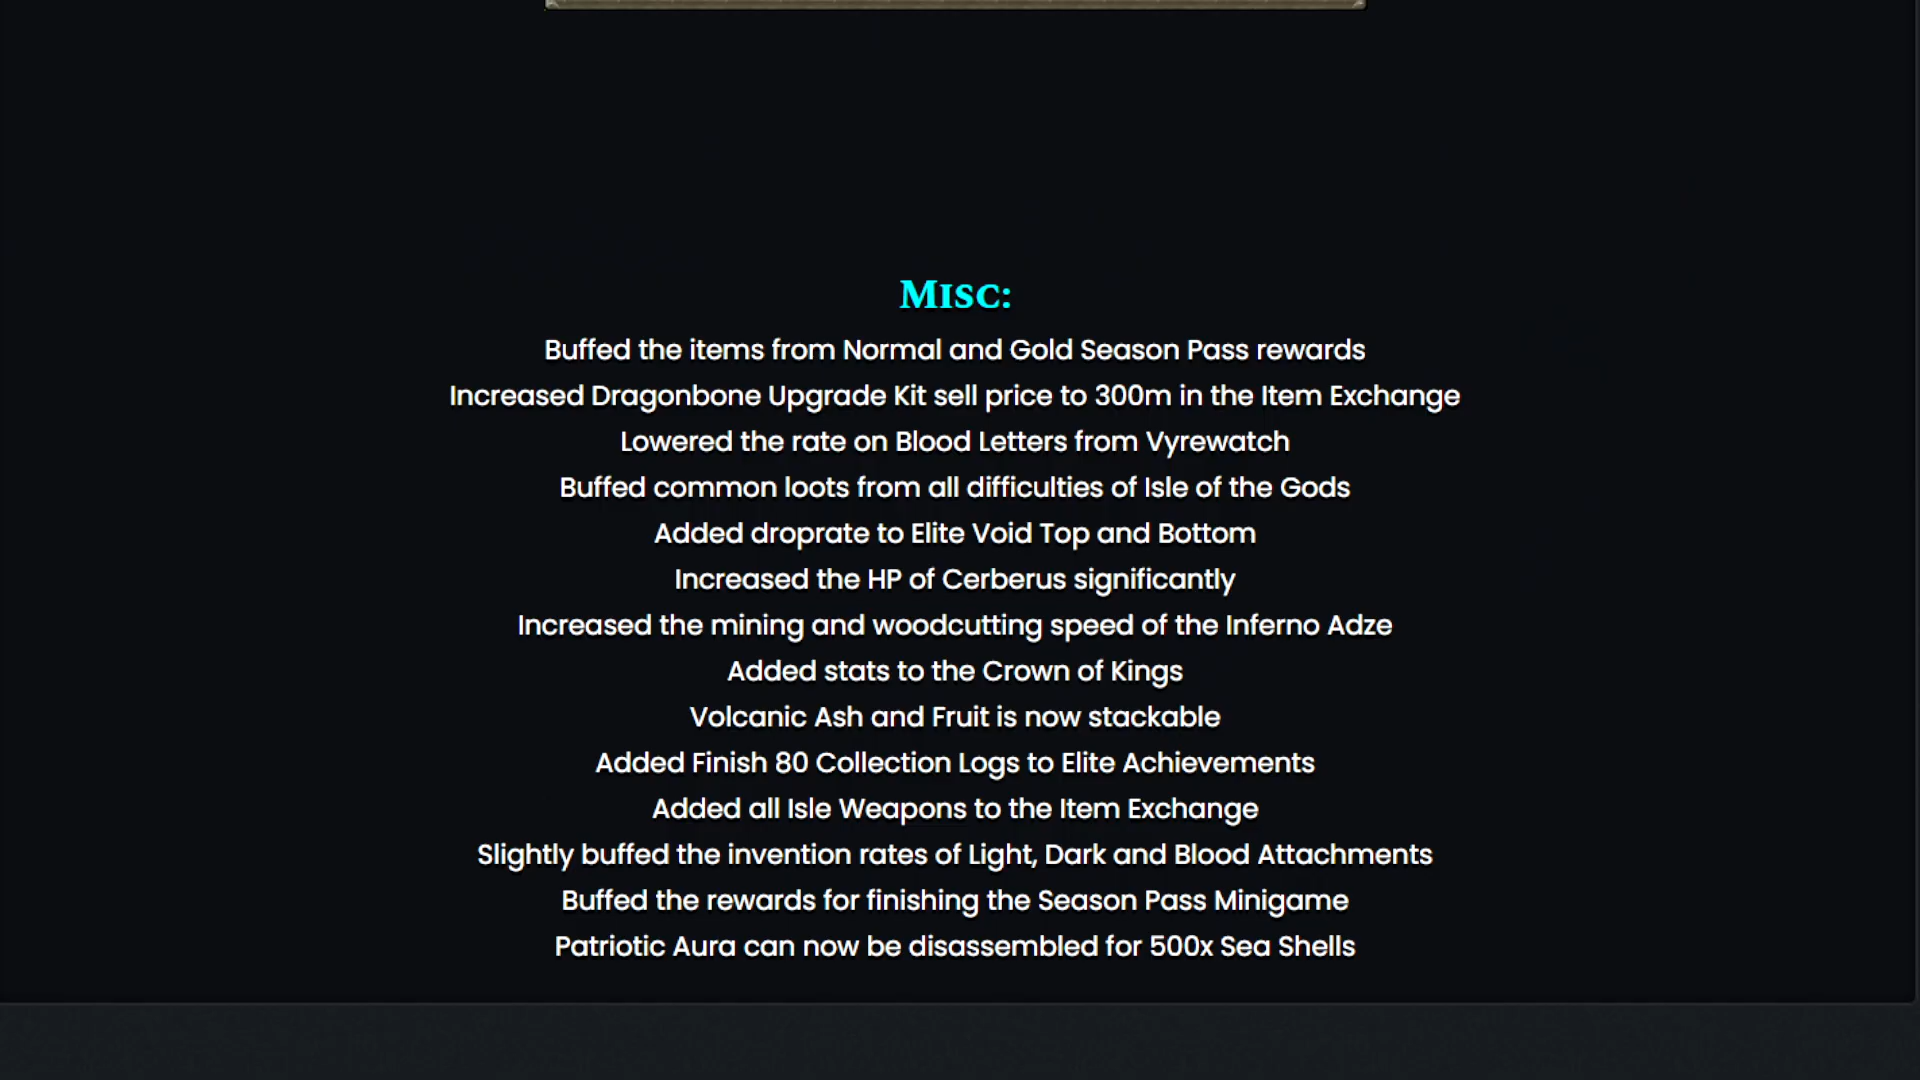 Misc:
Buffed the items from Normal and Gold Season Pass rewards
Increased Dragonbone Upgrade Kit sell price to 300m in the Item Exchange
Lowered the rate on Blood Letters from Vyrewatch
Buffed common loots from all difficulties of Isle of the Gods
Added droprate to Elite Void Top and Bottom
Increased the HP of Cerberus significantly
Increased the mining and woodcutting speed of the Inferno Adze
Added stats to the Crown of Kings
Volcanic Ash and Fruit is now stackable
Added Finish 80 Collection Logs to Elite Achievements
Added all Isle Weapons to the Item Exchange
Slightly buffed the invention rates of Light, Dark and Blood Attachments
Buffed the rewards for finishing the Season Pass Minigame
Patriotic Aura can now be disassembled for 500x Sea Shells